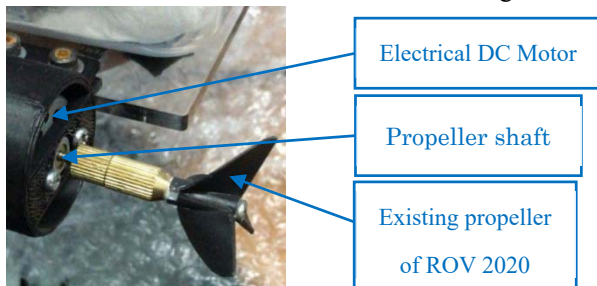 Electrical DC Motor
Propeller shaft
Existing propeller
of ROV 2020